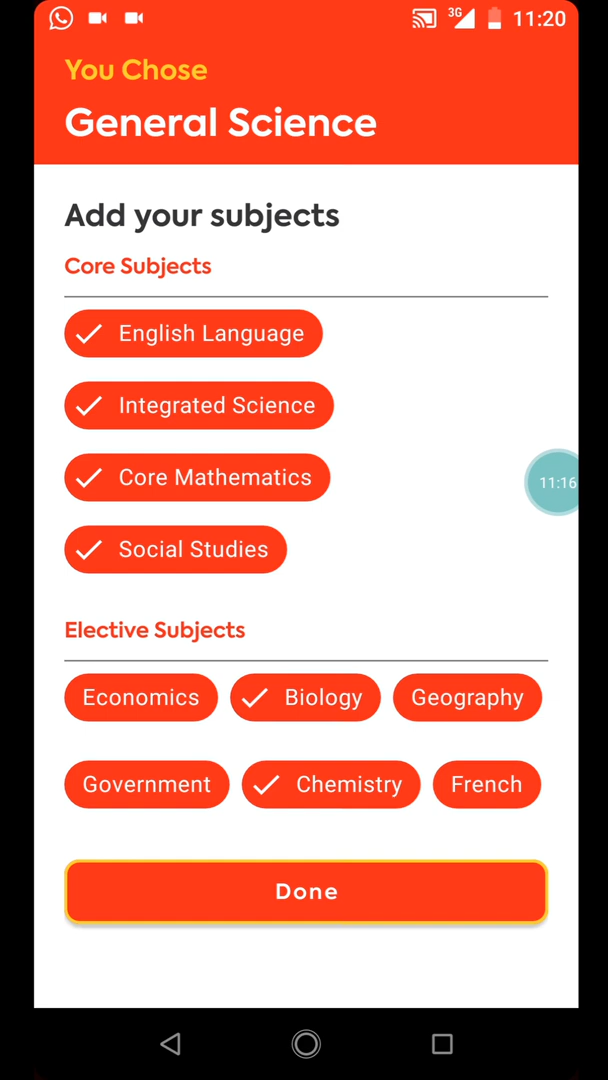 3G 11:20
You Chose
General Science
Add your subjects
Core Subjects
English Language
Integrated Science
Core Mathematics
11:16
Social Studies
Elective Subjects
Economics Biology Geography
Government Chemistry French
Done